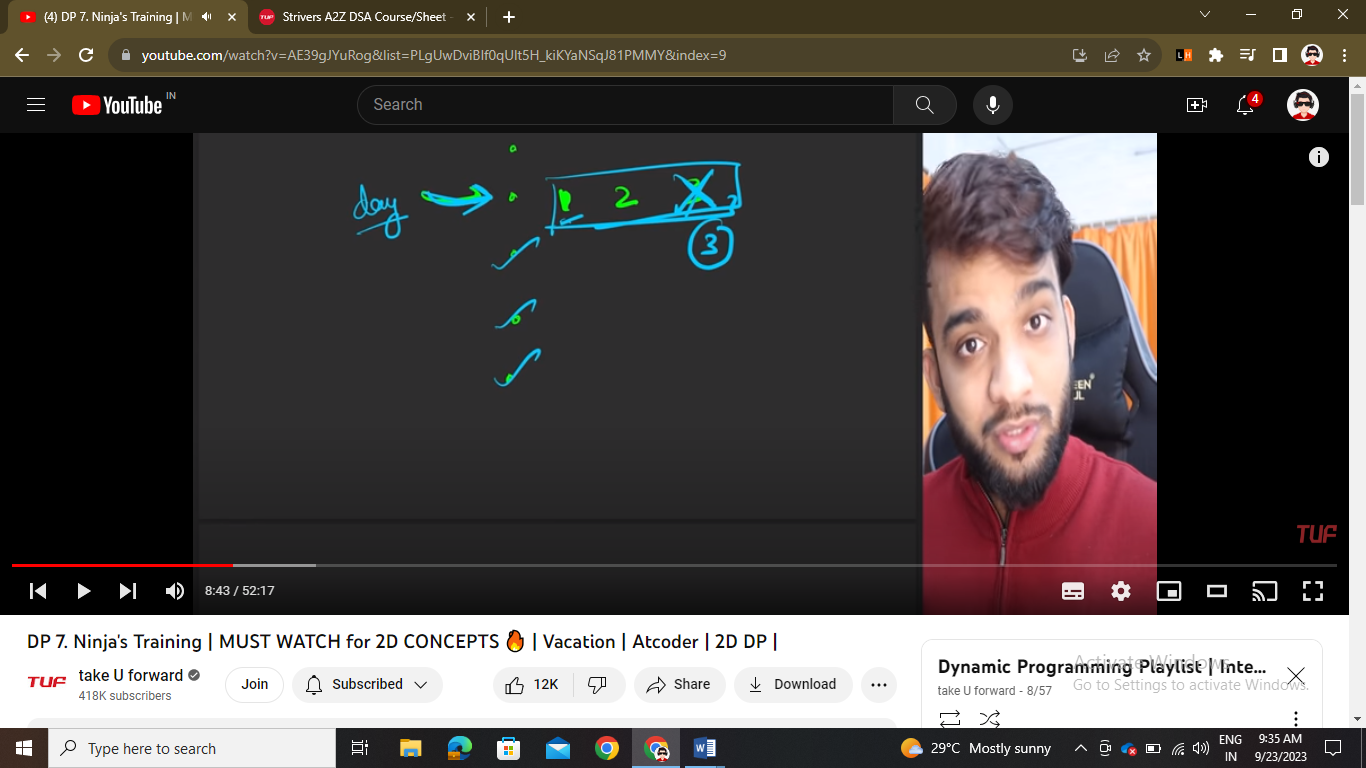 (4) DP 7. Ninja's Training | M
TUF Strivers A2Z DSA Course/Sheet -
youtube.com/watch?v=AE39gJYuRog&list=PLgUwDviBIf0qUlt5H_kiKYaNSqJ81PMMY&index=9
LH
YouTube IN
Search
4
day 1 2
3
TUF
8:43 / 52:17
DP 7. Ninja's Training | MUST WATCH for 2D CONCEPTS 🔥 | Vacation | Atcoder | 2D DP |
TUF take U forward
418K subscribers
Join
Subscribed
12K
Share
Download
Dynamic Programming Playlist | Inte...
take U forward - 8/57
Activate Windows
Go to Settings to activate Windows.
Type here to search
29°C Mostly sunny
ENG
IN
9:35 AM
9/23/2023